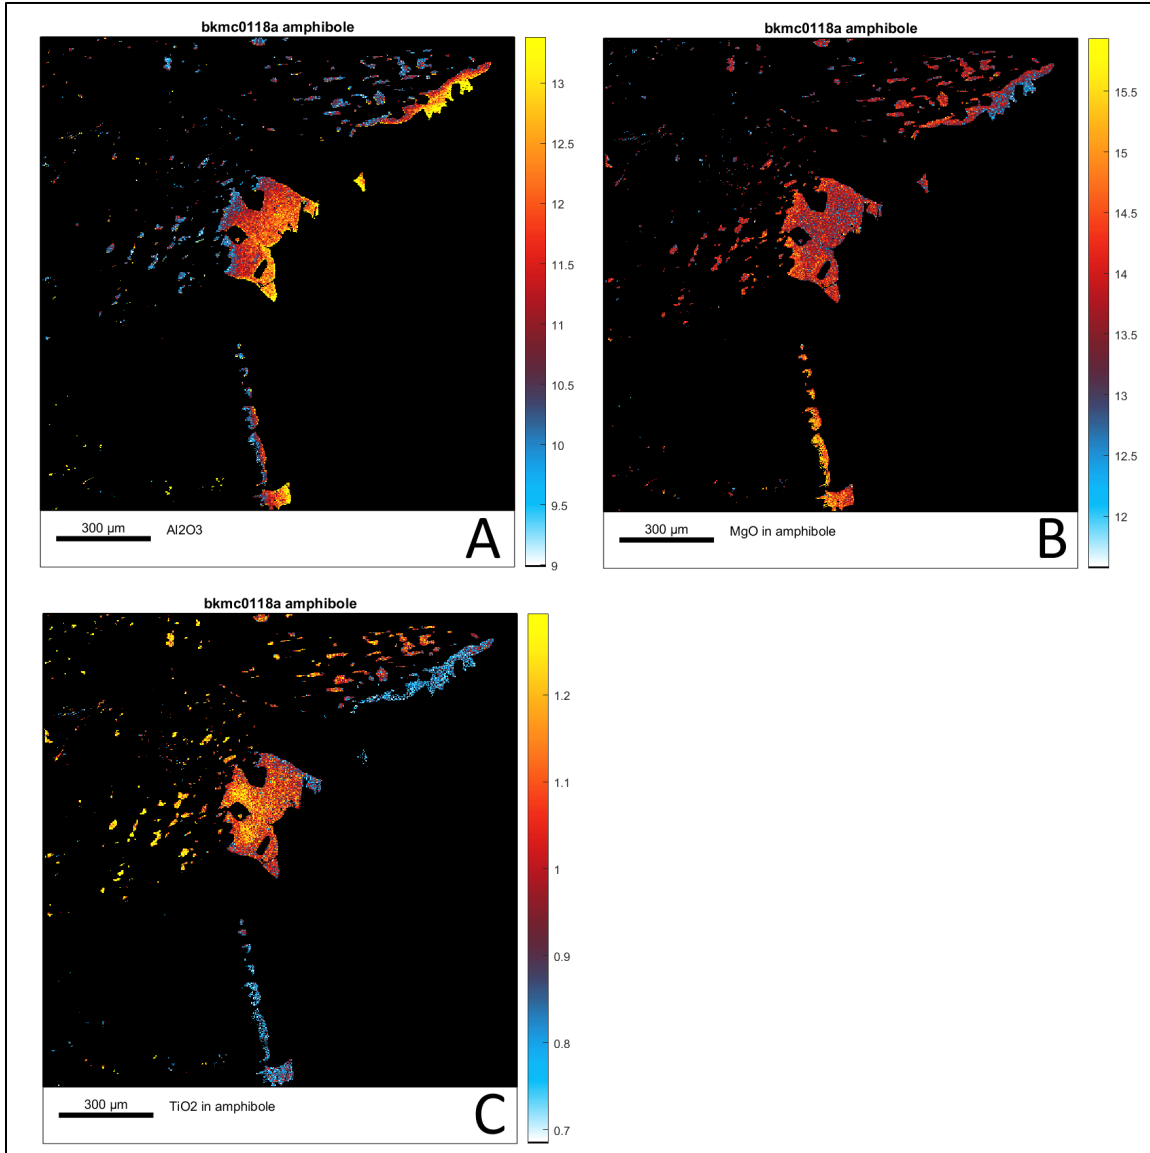 bkmc0118a amphibole
13
12.5
12
11.5
11
10.5
10
9.5
9
300 µm
Al2O3
A
bkmc0118a amphibole
15.5
15
14.5
14
13.5
13
12.5
12
300 µm
MgO in amphibole
B
bkmc0118a amphibole
1.2
1.1
1
0.9
0.8
0.7
300 µm
TiO2 in amphibole
C